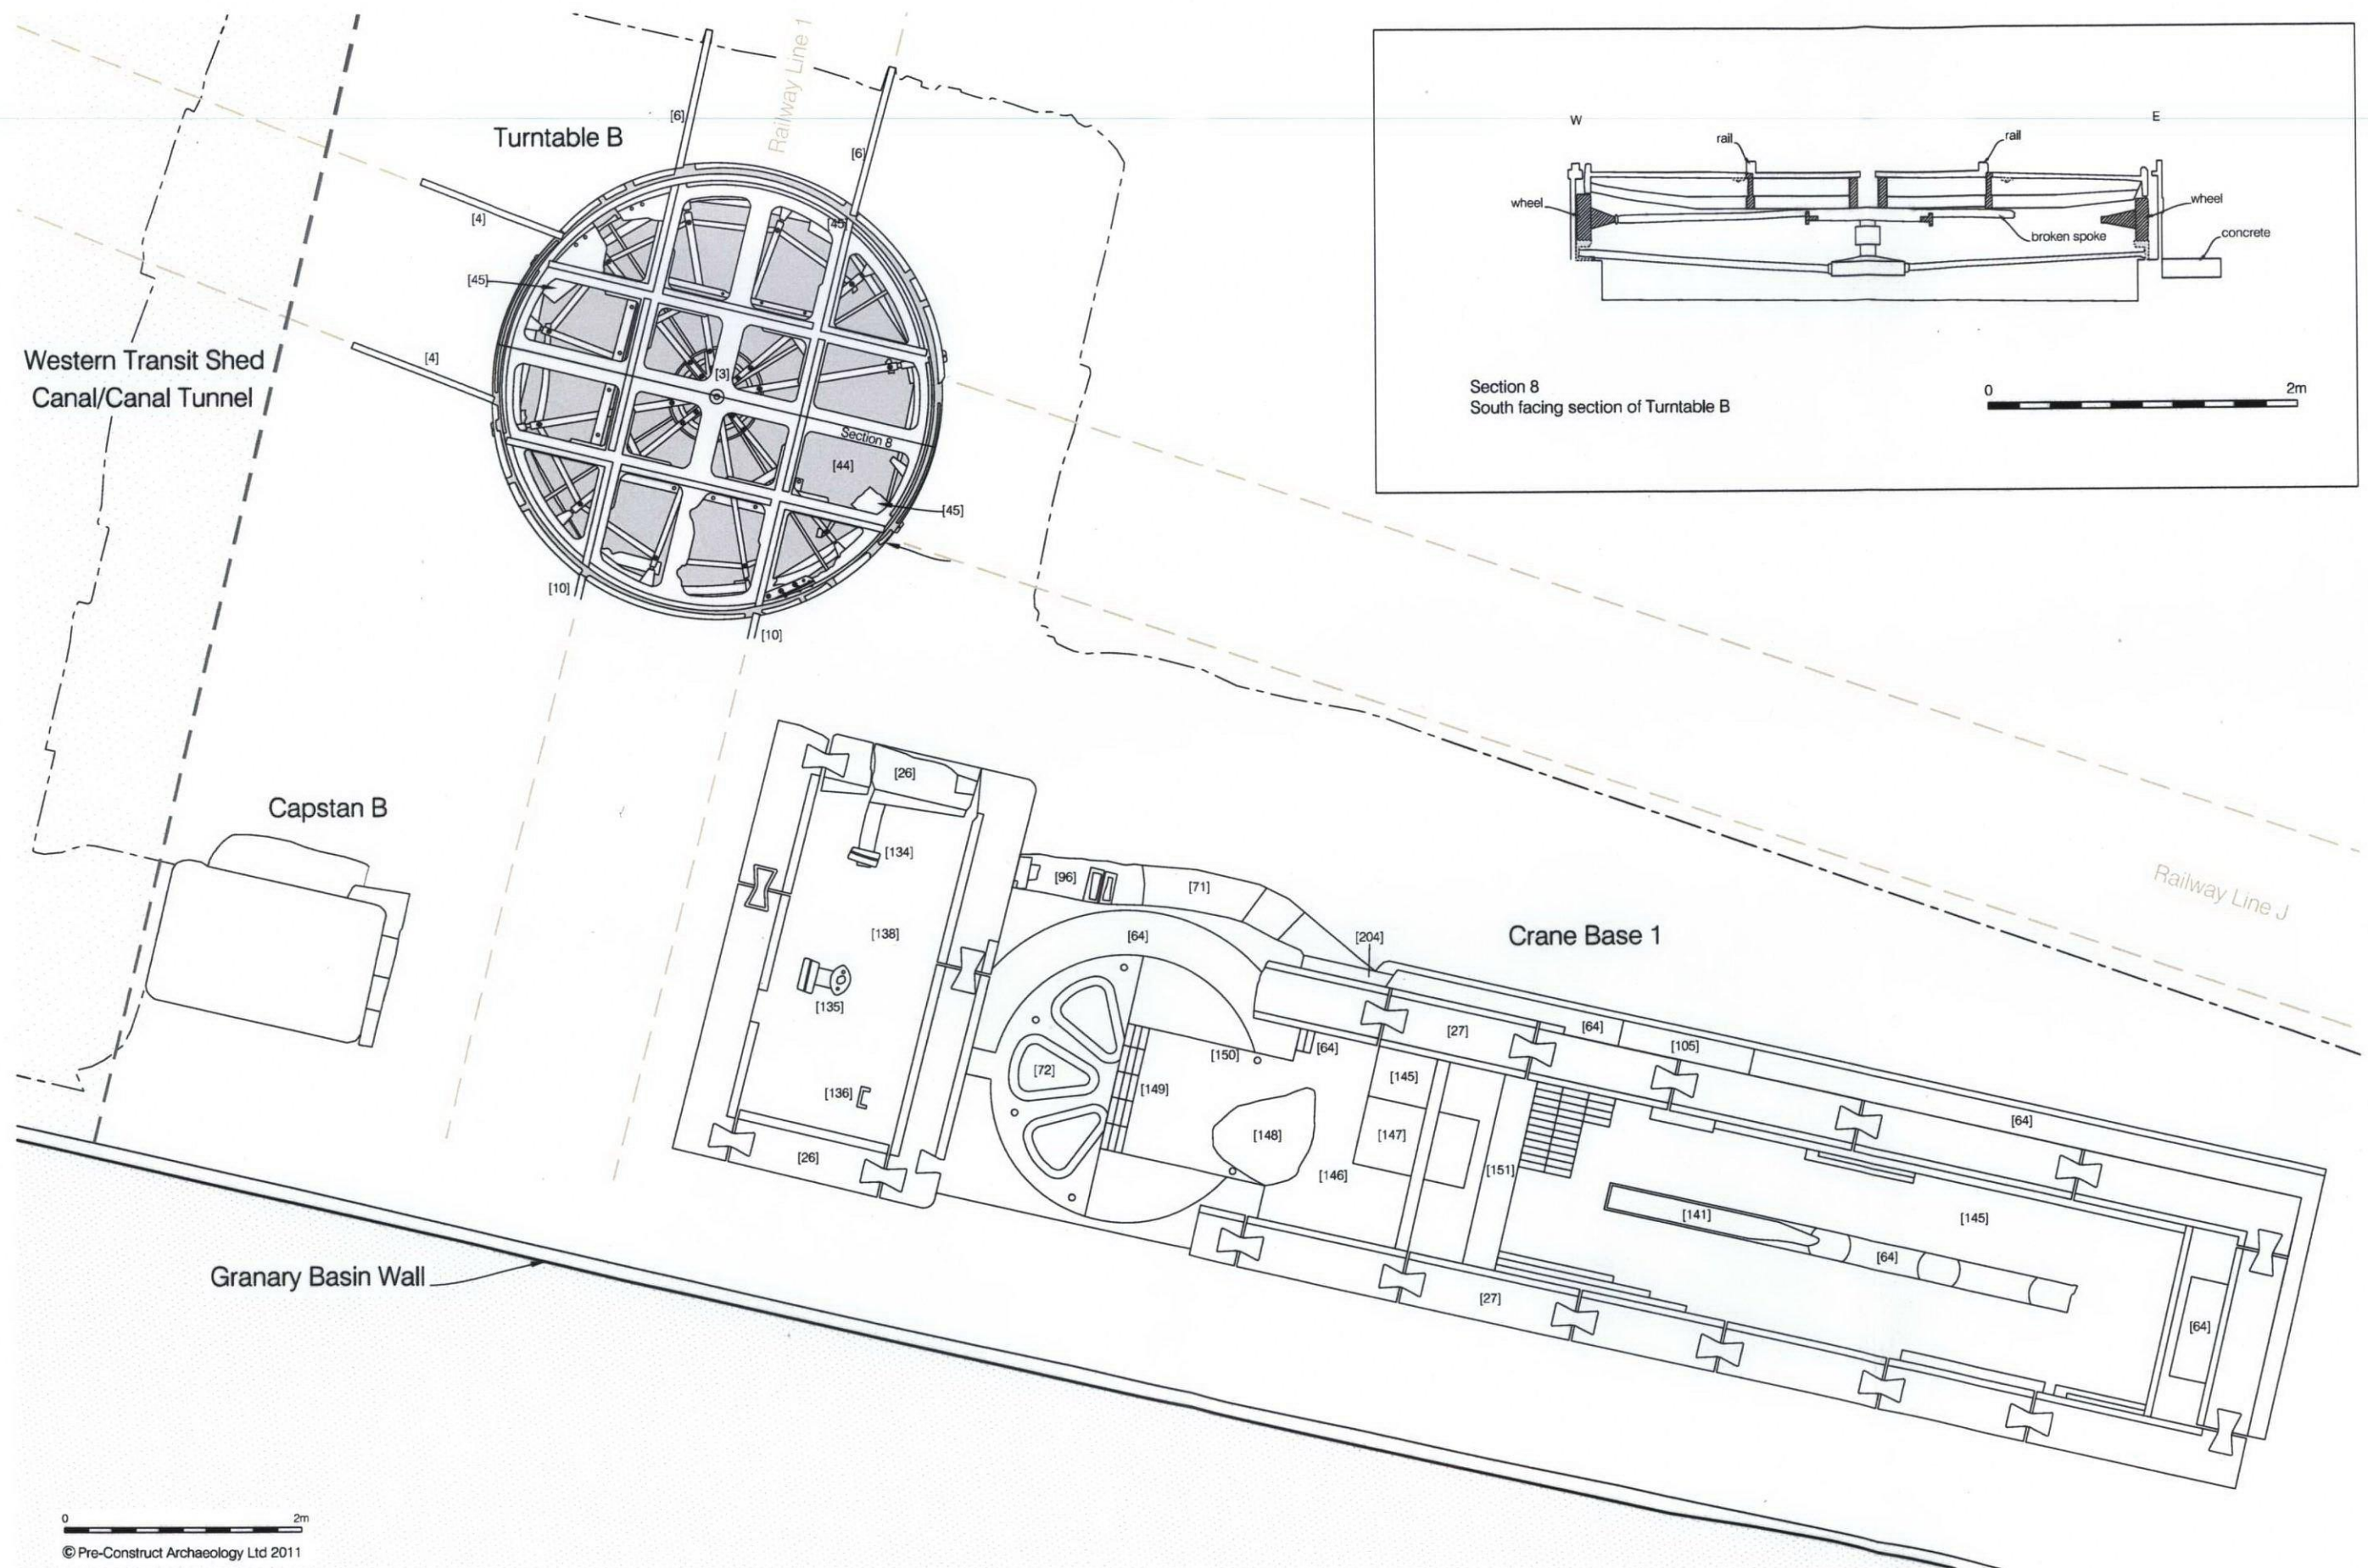 Railway Line 1
[6]
[6]
Turntable B
[4]
[45]
[45]
[4]
[3]
Section 8
[44]
[45]
[10]
[10]
Western Transit Shed
Canal/Canal Tunnel
W
E
rail
rail
wheel
wheel
broken spoke
concrete
Section 8
South facing section of Turntable B
0
2m
Railway Line J
Capstan B
[26]
[134]
[138]
[135]
[136]
[26]
[96]
[71]
[64]
[204]
Crane Base 1
[72]
[149]
[150]
[64]
[27]
[64]
[105]
[64]
[145]
[147]
[148]
[146]
[151]
[141]
[145]
[64]
[27]
[64]
Granary Basin Wall
0
2m
© Pre-Construct Archaeology Ltd 2011